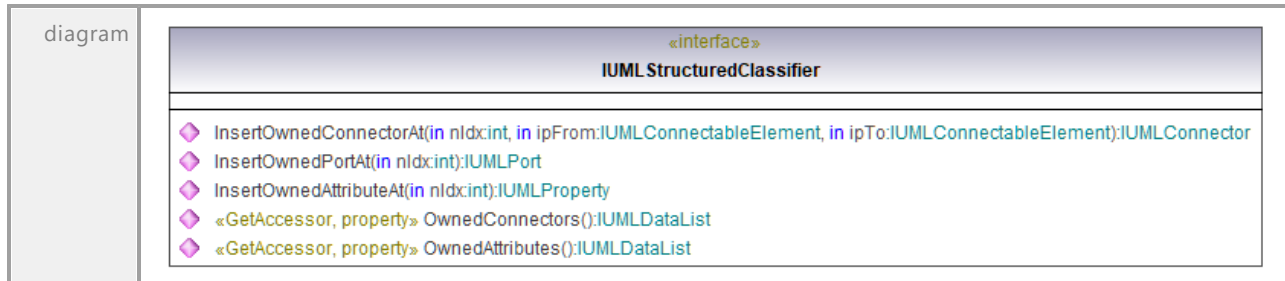 diagram
«interface»
IUMLStructuredClassifier
InsertOwnedConnectorAt(in nIdx:int, in ipFrom:IUMLConnectableElement, in ipTo:IUMLConnectableElement):IUMLConnector
InsertOwnedPortAt(in nIdx:int):IUMLPort
InsertOwnedAttributeAt(in nIdx:int):IUMLProperty
«GetAccessor, property» OwnedConnectors():IUMLDataList
«GetAccessor, property» OwnedAttributes():IUMLDataList